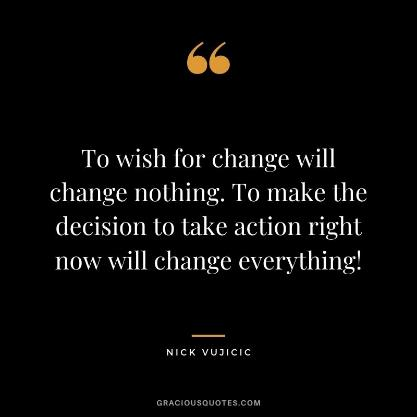 ❝
To wish for change will
change nothing. To make the
decision to take action right
now will change everything!
NICK VUJICIC
GRACIOUSQUOTES.COM